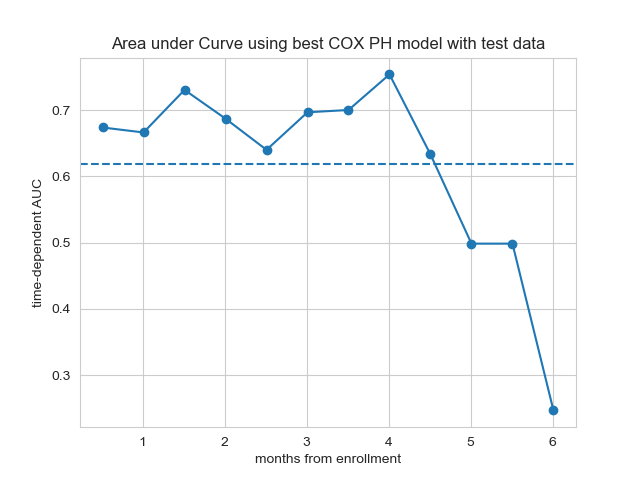 Area under Curve using best COX PH model with test data
time-dependent AUC
0.7
0.6
0.5
0.4
0.3
1 2 3 4 5 6
months from enrollment